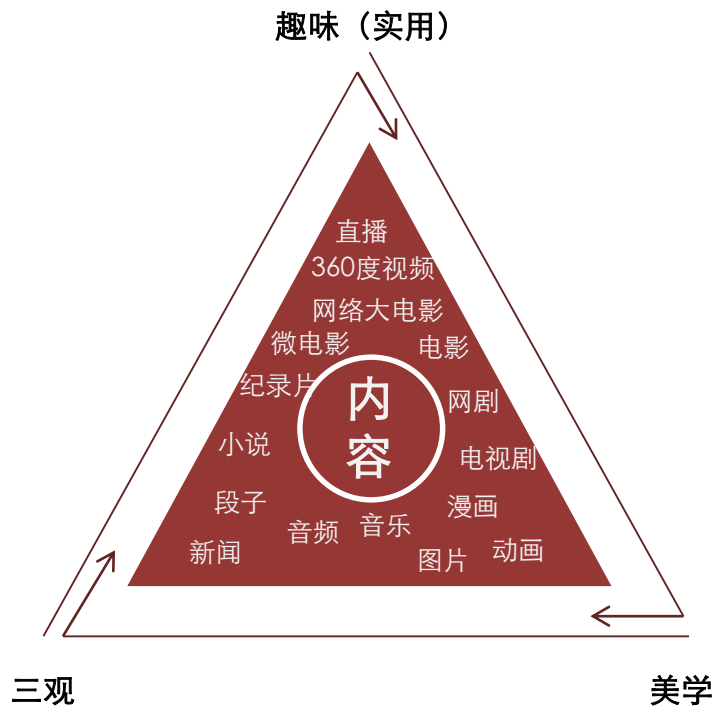 趣味（实用）
直播
360度视频
网络大电影
微电影
电影
纪录片
内
容
网剧
小说
电视剧
段子
漫画
音频
音乐
新闻
图片
动画
三观
美学